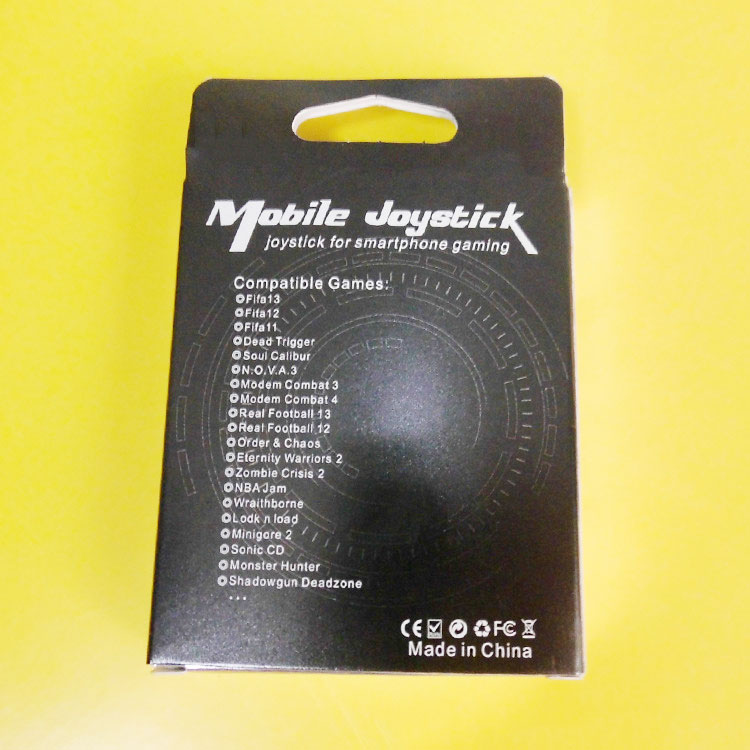 Mobile Joystick
joystick for smartphone gaming
Compatible Games:
Fifa13
Fifa12
Fifa11
Dead Trigger
Soul Calibur
N.O.V.A.3
Modem Combat 3
Modem Combat 4
Real Football 13
Real Football 12
Order & Chaos
Eternity Warriors 2
Zombie Crisis 2
NBA Jam
Wraithborne
Lodk n load
Minigore 2
Sonic CD
Monster Hunter
Shadowgun Deadzone
...
CE FC
Made in China